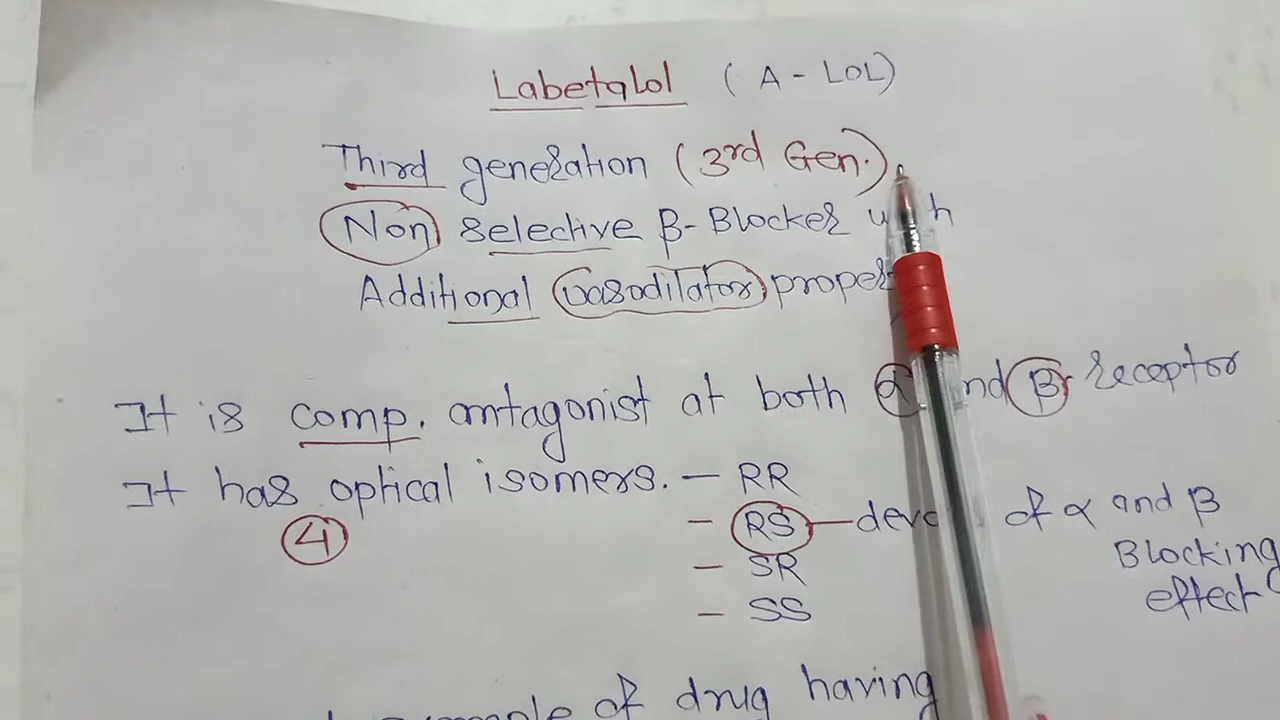 Labetalol (A - LOL)
Third generation (3rd Gen.)
Non selective β-Blocker
Additional vasodilator
It is comp. antagonist at both α and β receptor
It has optical isomers. — RR
④
— RS — of α and β
Blocking
effect
— SR
— SS
of drug having